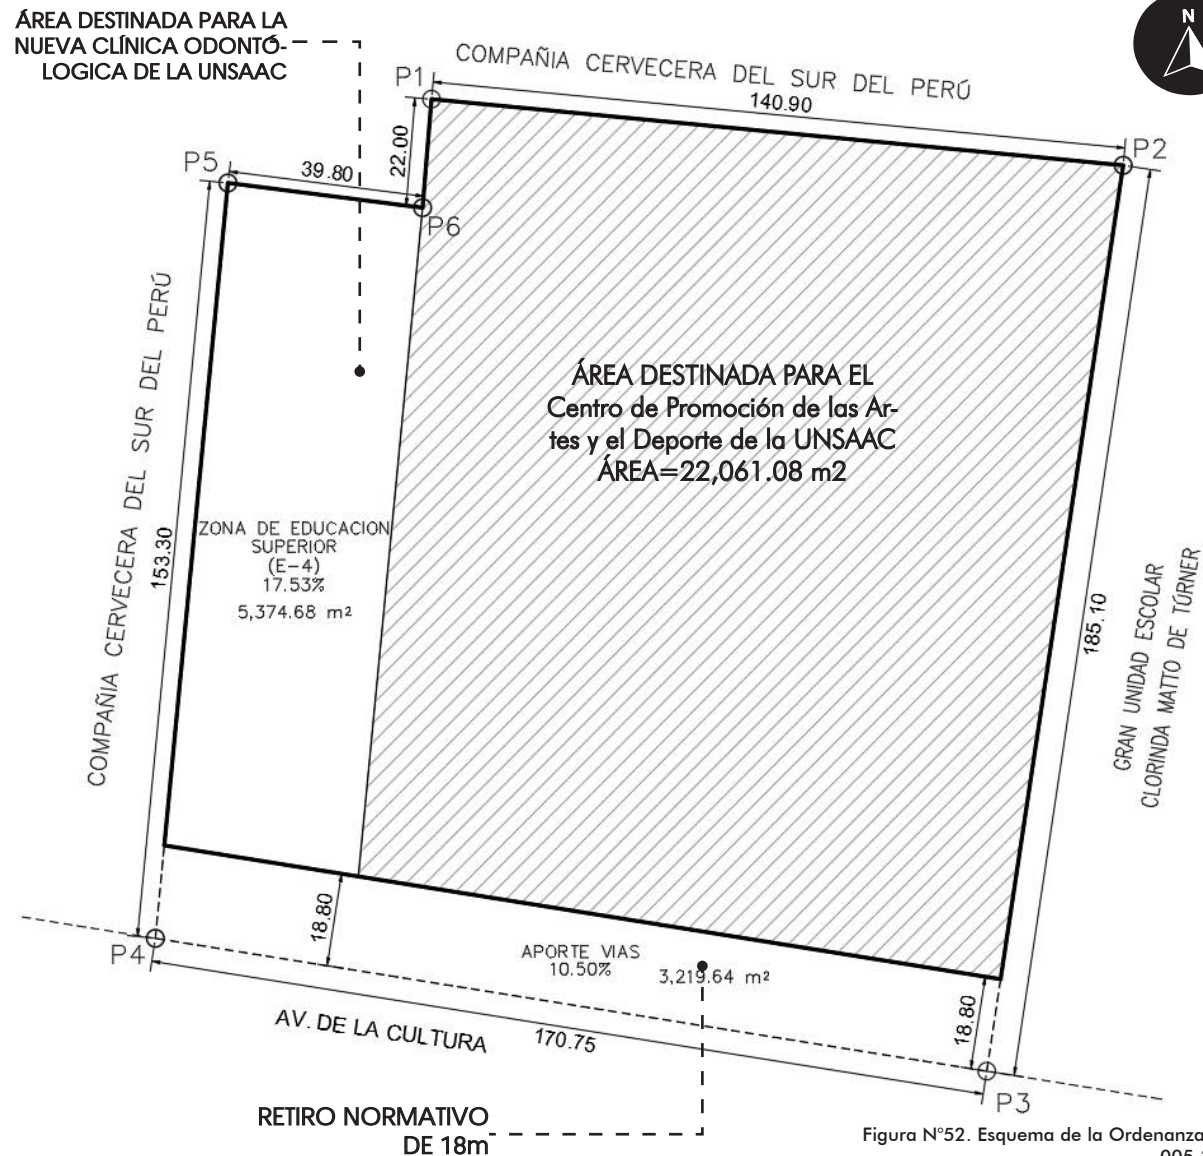 ÁREA DESTINADA PARA LA
NUEVA CLÍNICA ODONTÓ-
LOGICA DE LA UNSAAC
N
COMPAÑIA CERVECERA DEL SUR DEL PERÚ
P1
140.90
P2
22.00
P5
39.80
P6
COMPAÑIA CERVECERA DEL SUR DEL PERÚ
153.30
ÁREA DESTINADA PARA EL
Centro de Promoción de las Ar-
tes y el Deporte de la UNSAAC
ÁREA=22,061.08 m2
ZONA DE EDUCACION
SUPERIOR
(E-4)
17.53%
5,374.68 m²
185.10
GRAN UNIDAD ESCOLAR
CLORINDA MATTO DE TÚRNER
18.80
P4
APORTE VIAS
10.50%
3,219.64 m²
18.80
AV. DE LA CULTURA
170.75
P3
RETIRO NORMATIVO
DE 18m
Figura N°52. Esquema de la Ordenanza